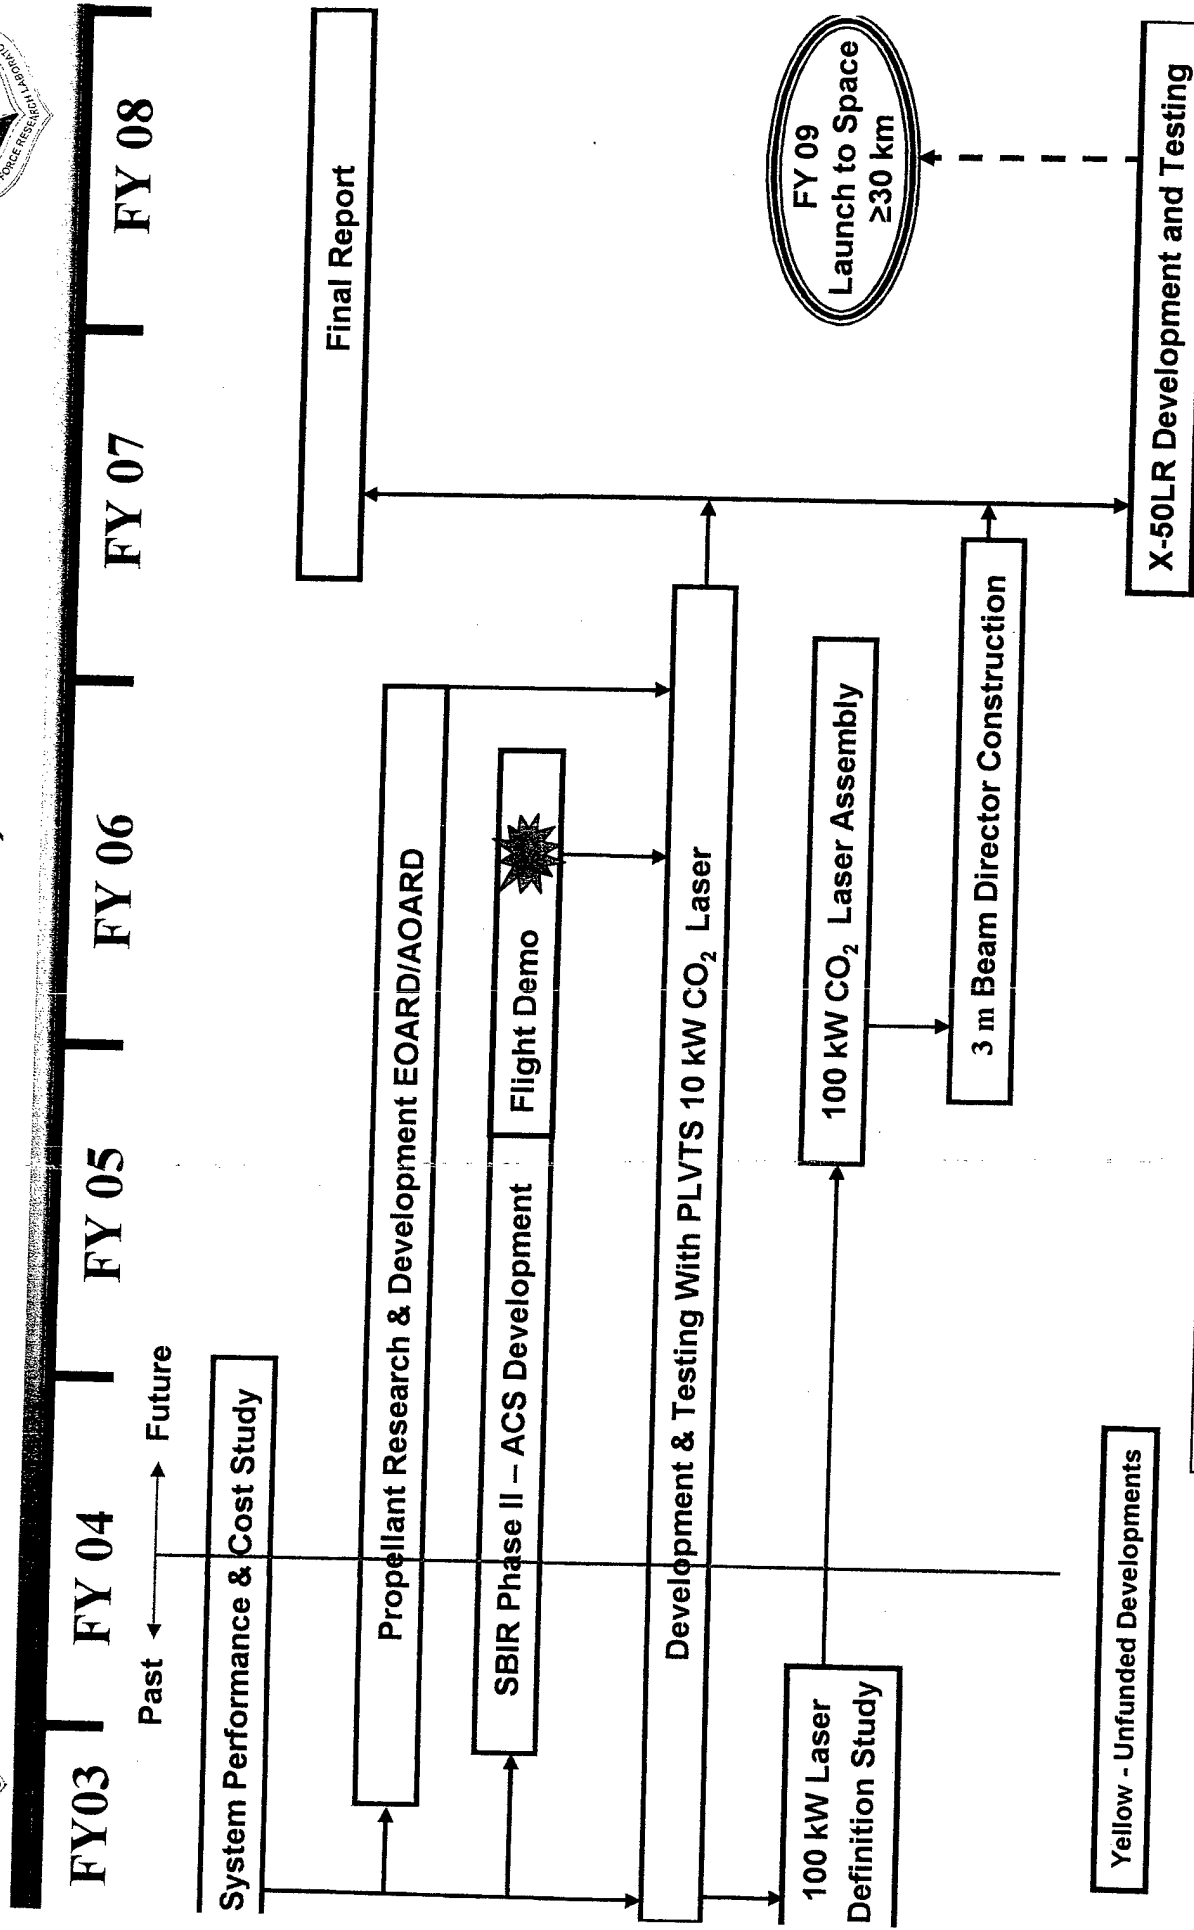 FORCE RESEARCH LABORATO
FY03
FY 04
FY 05
FY 06
FY 07
FY 08
Past
Future
System Performance & Cost Study
Final Report
Propellant Research & Development EOARD/AOARD
SBIR Phase II – ACS Development
Flight Demo
Development & Testing With PLVTS 10 kW CO₂ Laser
100 kW Laser
Definition Study
100 kW CO₂ Laser Assembly
FY 09
Launch to Space
≥30 km
3 m Beam Director Construction
Yellow - Unfunded Developments
X-50LR Development and Testing